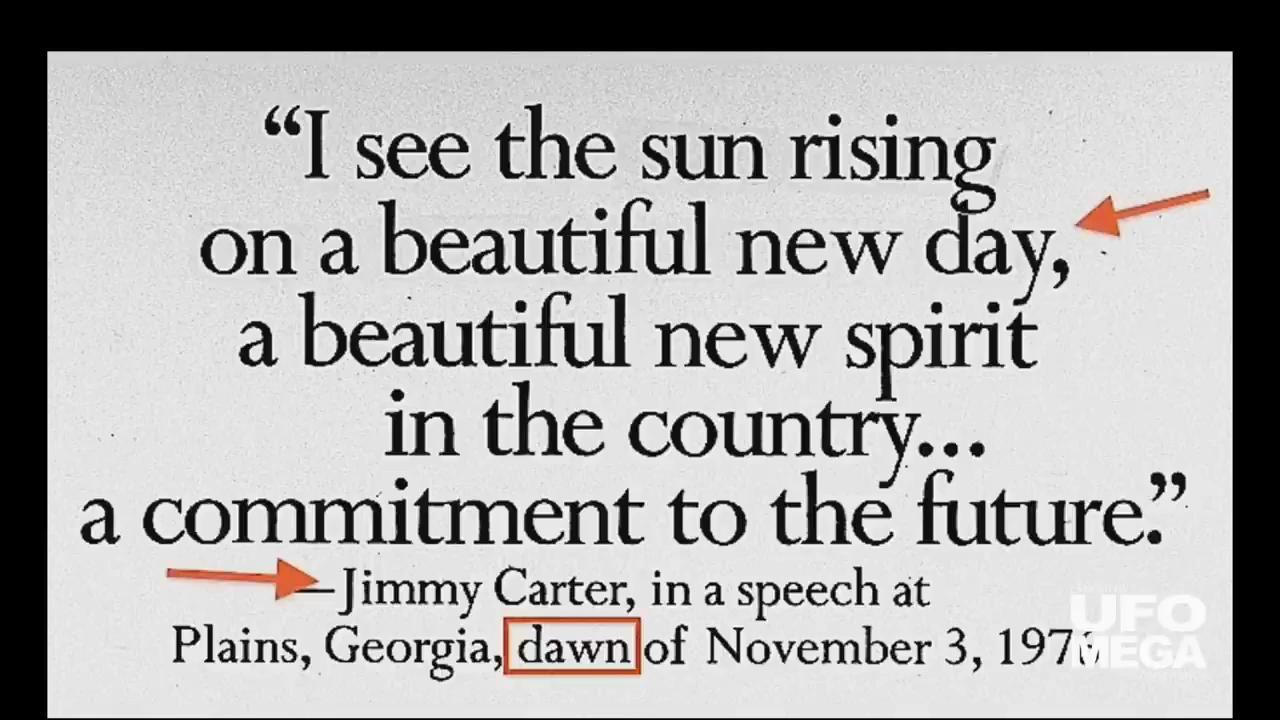 “I see the sun rising
on a beautiful new day,
a beautiful new spirit
in the country...
a commitment to the future.”
—Jimmy Carter, in a speech at
Plains, Georgia, dawn of November 3, 1976
UFO
MEGA